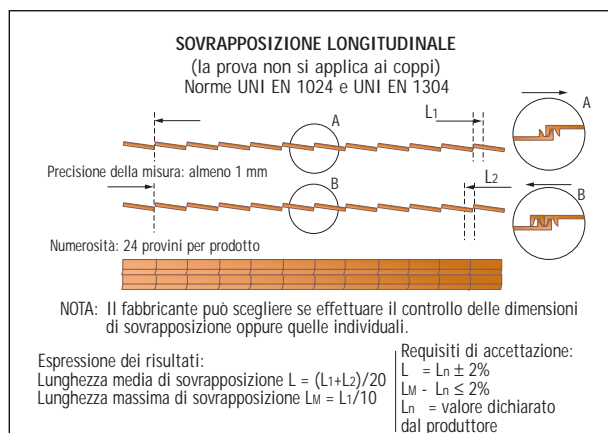 SOVRAPPOSIZIONE LONGITUDINALE
(la prova non si applica ai coppi)
Norme UNI EN 1024 e UNI EN 1304
A
L1
A
Precisione della misura: almeno 1 mm
B
L2
B
Numerosità: 24 provini per prodotto
NOTA: Il fabbricante può scegliere se effettuare il controllo delle dimensioni
di sovrapposizione oppure quelle individuali.
Espressione dei risultati:
Lunghezza media di sovrapposizione L = (L1+L2)/20
Lunghezza massima di sovrapposizione LM = L1/10
Requisiti di accettazione:
L = Ln ± 2%
LM - Ln ≤ 2%
Ln = valore dichiarato
dal produttore